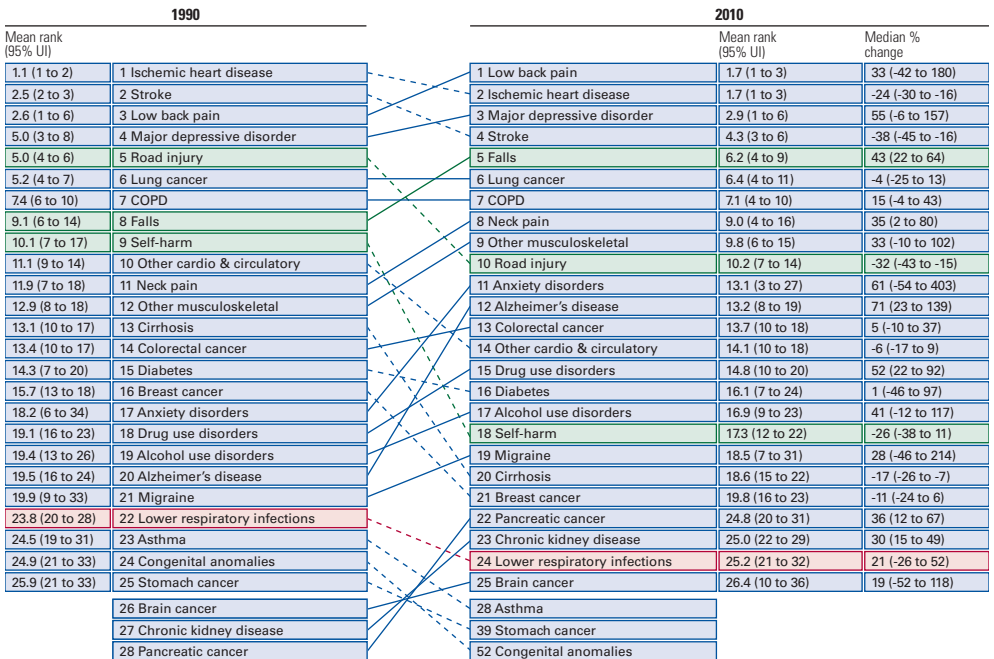 1990
2010
Mean rank
(95% UI)
Mean rank
(95% UI)
Median %
change
1.1 (1 to 2) 1 Ischemic heart disease 1 Low back pain 1.7 (1 to 3) 33 (-42 to 180)
2.5 (2 to 3) 2 Stroke 2 Ischemic heart disease 1.7 (1 to 3) -24 (-30 to -16)
2.6 (1 to 6) 3 Low back pain 3 Major depressive disorder 2.9 (1 to 6) 55 (-6 to 157)
5.0 (3 to 8) 4 Major depressive disorder 4 Stroke 4.3 (3 to 6) -38 (-45 to -16)
5.0 (4 to 6) 5 Road injury 5 Falls 6.2 (4 to 9) 43 (22 to 64)
5.2 (4 to 7) 6 Lung cancer 6 Lung cancer 6.4 (4 to 11) -4 (-25 to 13)
7.4 (6 to 10) 7 COPD 7 COPD 7.1 (4 to 10) 15 (-4 to 43)
9.1 (6 to 14) 8 Falls 8 Neck pain 9.0 (4 to 16) 35 (2 to 80)
10.1 (7 to 17) 9 Self-harm 9 Other musculoskeletal 9.8 (6 to 15) 33 (-10 to 102)
11.1 (9 to 14) 10 Other cardio & circulatory 10 Road injury 10.2 (7 to 14) -32 (-43 to -15)
11.9 (7 to 18) 11 Neck pain 11 Anxiety disorders 13.1 (3 to 27) 61 (-54 to 403)
12.9 (8 to 18) 12 Other musculoskeletal 12 Alzheimer's disease 13.2 (8 to 19) 71 (23 to 139)
13.1 (10 to 17) 13 Cirrhosis 13 Colorectal cancer 13.7 (10 to 18) 5 (-10 to 37)
13.4 (10 to 17) 14 Colorectal cancer 14 Other cardio & circulatory 14.1 (10 to 18) -6 (-17 to 9)
14.3 (7 to 20) 15 Diabetes 15 Drug use disorders 14.8 (10 to 20) 52 (22 to 92)
15.7 (13 to 18) 16 Breast cancer 16 Diabetes 16.1 (7 to 24) 1 (-46 to 97)
18.2 (6 to 34) 17 Anxiety disorders 17 Alcohol use disorders 16.9 (9 to 23) 41 (-12 to 117)
19.1 (16 to 23) 18 Drug use disorders 18 Self-harm 17.3 (12 to 22) -26 (-38 to 11)
19.4 (13 to 26) 19 Alcohol use disorders 19 Migraine 18.5 (7 to 31) 28 (-46 to 214)
19.5 (16 to 24) 20 Alzheimer's disease 20 Cirrhosis 18.6 (15 to 22) -17 (-26 to -7)
19.9 (9 to 33) 21 Migraine 21 Breast cancer 19.8 (16 to 23) -11 (-24 to 6)
23.8 (20 to 28) 22 Lower respiratory infections 22 Pancreatic cancer 24.8 (20 to 31) 36 (12 to 67)
24.5 (19 to 31) 23 Asthma 23 Chronic kidney disease 25.0 (22 to 29) 30 (15 to 49)
24.9 (21 to 33) 24 Congenital anomalies 24 Lower respiratory infections 25.2 (21 to 32) 21 (-26 to 52)
25.9 (21 to 33) 25 Stomach cancer 25 Brain cancer 26.4 (10 to 36) 19 (-52 to 118)
26 Brain cancer 28 Asthma
27 Chronic kidney disease 39 Stomach cancer
28 Pancreatic cancer 52 Congenital anomalies